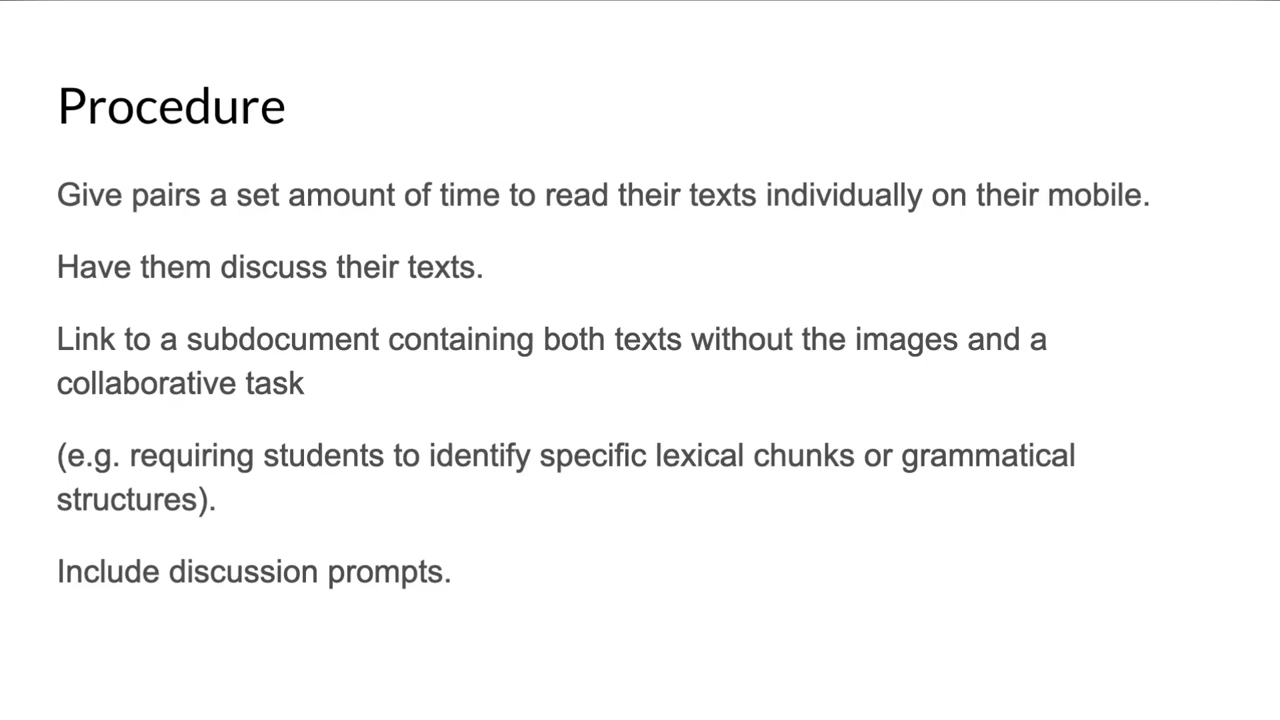 Procedure
Give pairs a set amount of time to read their texts individually on their mobile.
Have them discuss their texts.
Link to a subdocument containing both texts without the images and a
collaborative task
(e.g. requiring students to identify specific lexical chunks or grammatical
structures).
Include discussion prompts.